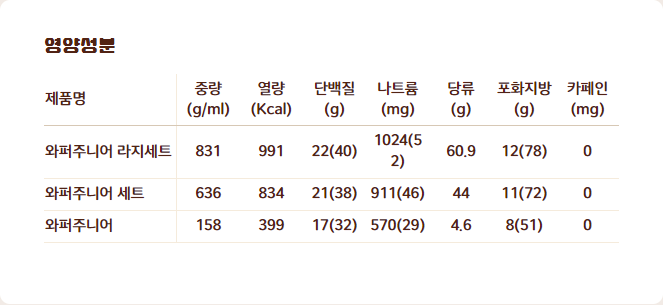 영양성분
제품명 중량 (g/ml) 열량 (Kcal) 단백질 (g) 나트륨 (mg) 당류 (g) 포화지방 (g) 카페인 (mg)
와퍼주니어 라지세트 831 991 22(40) 1024(52) 60.9 12(78) 0
와퍼주니어 세트 636 834 21(38) 911(46) 44 11(72) 0
와퍼주니어 158 399 17(32) 570(29) 4.6 8(51) 0